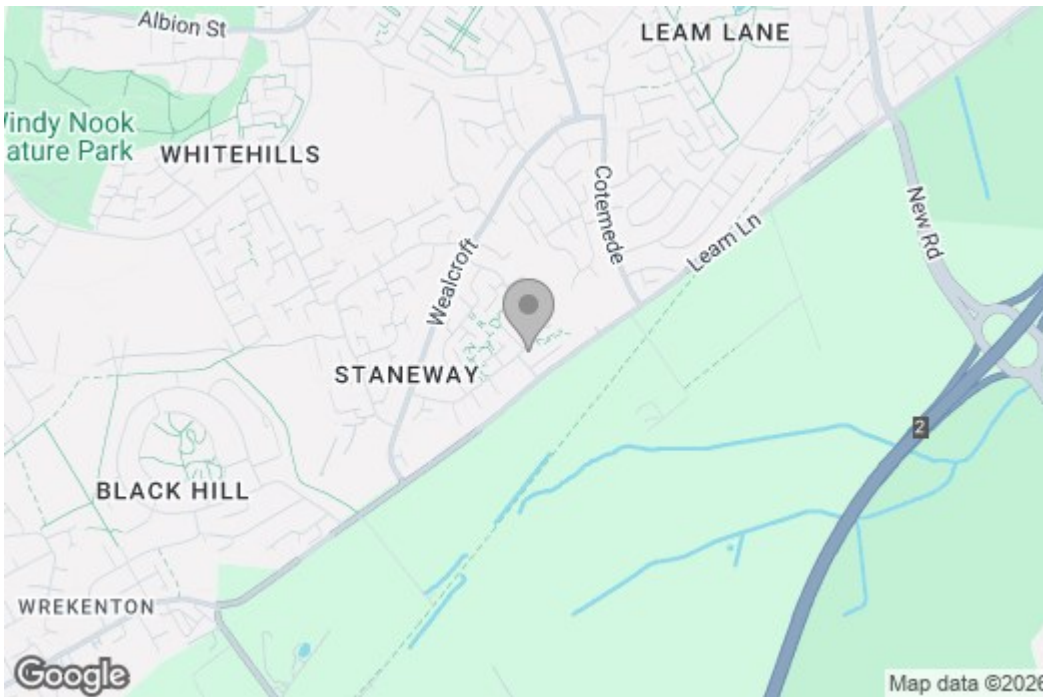 Albion St
LEAM LANE
Windy Nook
ature Park
WHITEHILLS
Cotemede
New Rd
Leam Ln
Wealcroft
STANEWAY
2
BLACK HILL
WREKENTON
Google
Map data ©2026